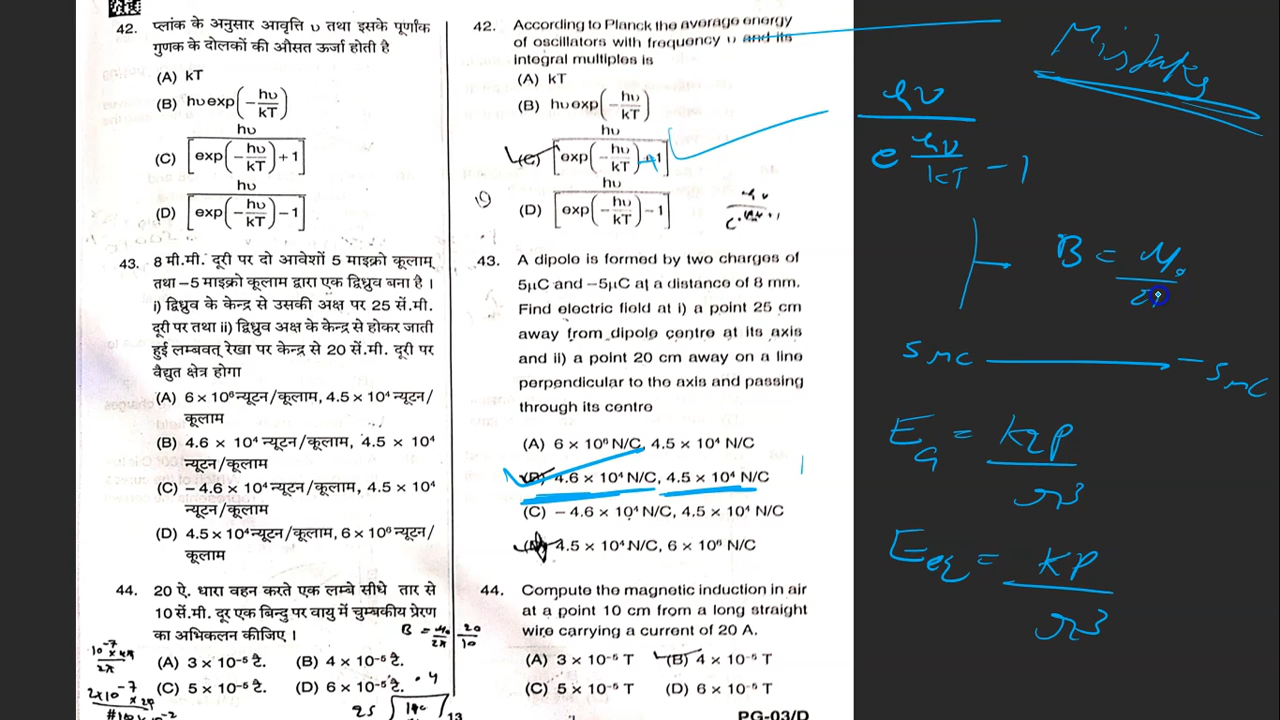 42. प्लांक के अनुसार आवृत्ति υ तथा इसके पूर्णांक
गुणक के दोलकों की औसत ऊर्जा होती है
(A) kT
(B) hυ exp(−hυ/kT)
(C) hυ/[exp(−hυ/kT)+1]
(D) hυ/[exp(−hυ/kT)−1]
43. 8 मी.मी. दूरी पर दो आवेशों 5 माइक्रो कूलाम्
तथा -5 माइक्रो कूलाम द्वारा एक द्विध्रुव बना है ।
i) द्विध्रुव के केन्द्र से उसकी अक्ष पर 25 सें.मी.
दूरी पर तथा ii) द्विध्रुव अक्ष के केन्द्र से होकर जाती
हुई लम्बवत् रेखा पर केन्द्र से 20 सें.मी. दूरी पर
वैद्युत क्षेत्र होगा
(A) 6 × 10⁶ न्यूटन/कूलाम, 4.5 × 10⁴ न्यूटन/
कूलाम
(B) 4.6 × 10⁴ न्यूटन/कूलाम, 4.5 × 10⁴
न्यूटन/कूलाम
(C) – 4.6 × 10⁴ न्यूटन/कूलाम, 4.5 × 10⁴
न्यूटन/कूलाम
(D) 4.5 × 10⁴ न्यूटन/कूलाम, 6 × 10⁶ न्यूटन/
कूलाम
44. 20 ऐ. धारा वहन करते एक लम्बे सीधे तार से
10 सें.मी. दूर एक बिन्दु पर वायु में चुम्बकीय प्रेरण
का अभिकलन कीजिए ।
B = μ₀/2π 20/10
(A) 3 × 10⁻⁵ टे. (B) 4 × 10⁻⁵ टे.
(C) 5 × 10⁻⁵ टे. (D) 6 × 10⁻⁵ टे.
13
42. According to Planck the average energy
of oscillators with frequency υ and its
integral multiples is
(A) kT
(B) hυ exp(−hυ/kT)
(C) hυ/[exp(−hυ/kT)+1]
(D) hυ/[exp(−hυ/kT)−1]
43. A dipole is formed by two charges of
5μC and −5μC at a distance of 8 mm.
Find electric field at i) a point 25 cm
away from dipole centre at its axis
and ii) a point 20 cm away on a line
perpendicular to the axis and passing
through its centre
(A) 6 × 10⁶ N/C, 4.5 × 10⁴ N/C
(B) 4.6 × 10⁴ N/C, 4.5 × 10⁴ N/C
(C) – 4.6 × 10⁴ N/C, 4.5 × 10⁴ N/C
(D) 4.5 × 10⁴ N/C, 6 × 10⁶ N/C
44. Compute the magnetic induction in air
at a point 10 cm from a long straight
wire carrying a current of 20 A.
(A) 3 × 10⁻⁵ T (B) 4 × 10⁻⁵ T
(C) 5 × 10⁻⁵ T (D) 6 × 10⁻⁵ T
PG-03/D
Mistakes
hν
e hν/kT − 1
B = μ₀
5μC − 5μC
Eₐ = k2P/r³
E_eq = kP/r³